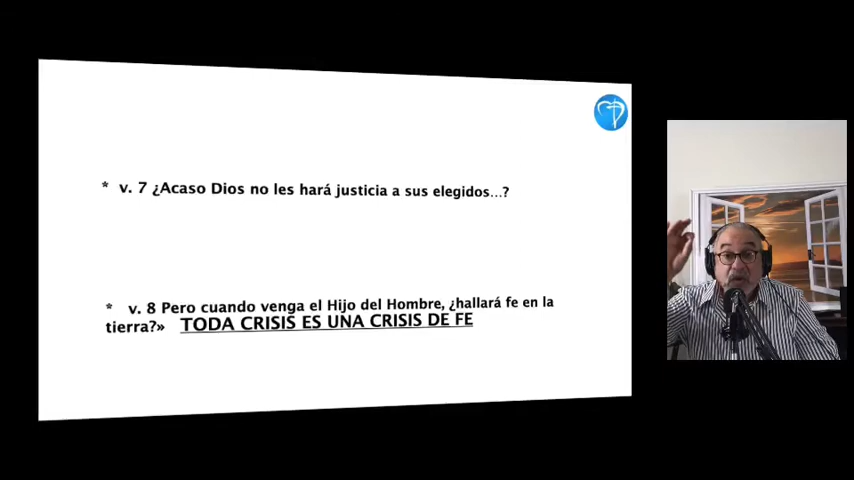 * v. 7 ¿Acaso Dios no les hará justicia a sus elegidos...?
* v. 8 Pero cuando venga el Hijo del Hombre, ¿hallará fe en la
tierra?» TODA CRISIS ES UNA CRISIS DE FE